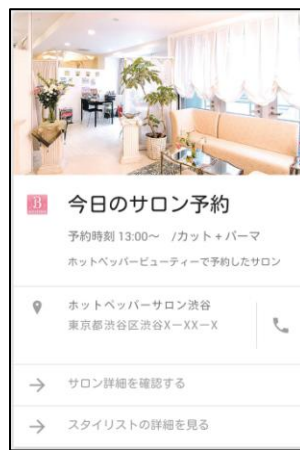 B
今日のサロン予約
予約時刻 13:00～ /カット + パーマ
ホットペッパービューティーで予約したサロン
ホットペッパーサロン渋谷
東京都渋谷区渋谷X－XX－X
サロン詳細を確認する
スタイリストの詳細を見る